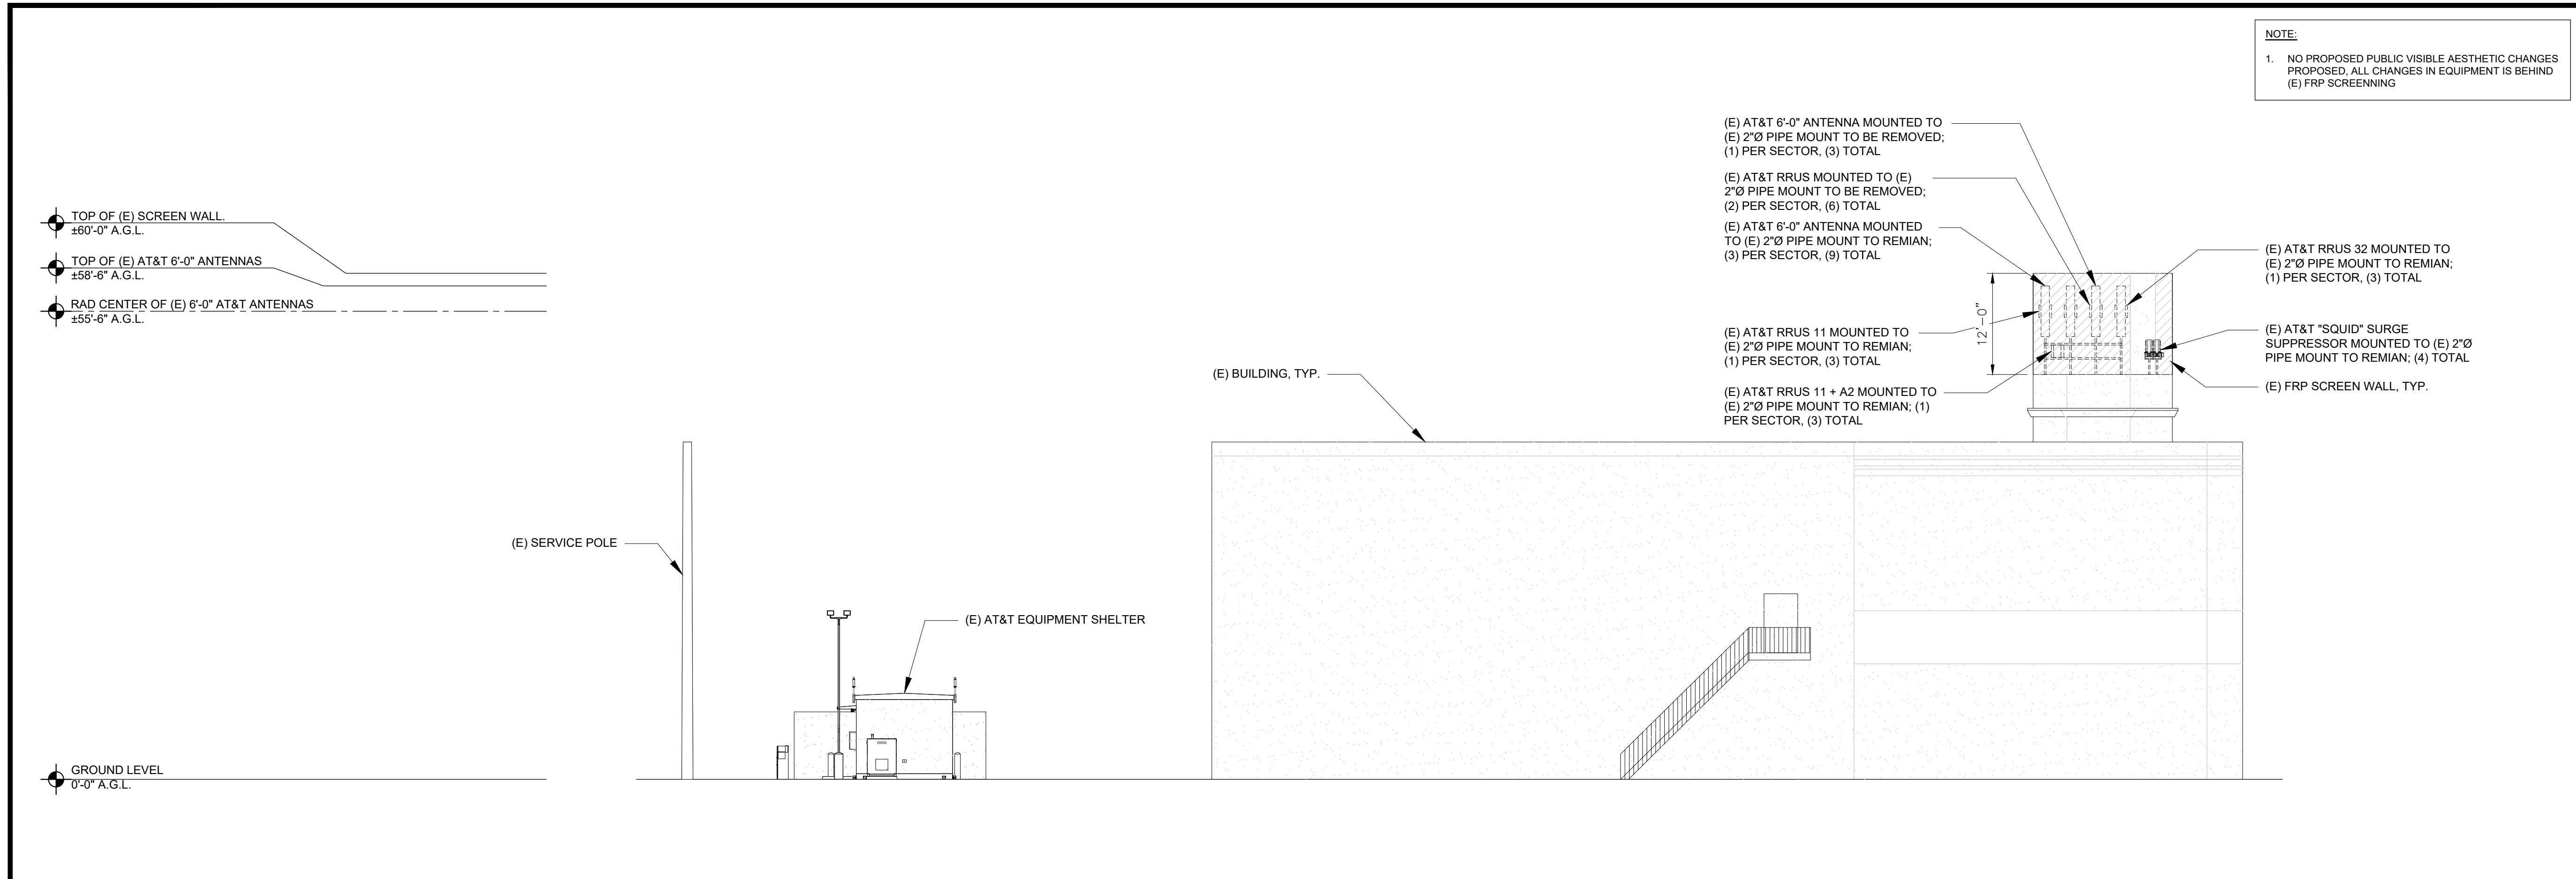 NOTE:
1. NO PROPOSED PUBLIC VISIBLE AESTHETIC CHANGES
PROPOSED, ALL CHANGES IN EQUIPMENT IS BEHIND
(E) FRP SCREENNING
(E) AT&T 6'-0" ANTENNA MOUNTED TO
(E) 2"Ø PIPE MOUNT TO BE REMOVED;
(1) PER SECTOR, (3) TOTAL
(E) AT&T RRUS MOUNTED TO (E)
2"Ø PIPE MOUNT TO BE REMOVED;
(2) PER SECTOR, (6) TOTAL
(E) AT&T 6'-0" ANTENNA MOUNTED
TO (E) 2"Ø PIPE MOUNT TO REMIAN;
(3) PER SECTOR, (9) TOTAL
(E) AT&T RRUS 11 MOUNTED TO
(E) 2"Ø PIPE MOUNT TO REMIAN;
(1) PER SECTOR, (3) TOTAL
(E) AT&T RRUS 11 + A2 MOUNTED TO
(E) 2"Ø PIPE MOUNT TO REMIAN; (1)
PER SECTOR, (3) TOTAL
12'-0"
(E) AT&T RRUS 32 MOUNTED TO
(E) 2"Ø PIPE MOUNT TO REMIAN;
(1) PER SECTOR, (3) TOTAL
(E) AT&T "SQUID" SURGE
SUPPRESSOR MOUNTED TO (E) 2"Ø
PIPE MOUNT TO REMIAN; (4) TOTAL
(E) FRP SCREEN WALL, TYP.
TOP OF (E) SCREEN WALL.
±60'-0" A.G.L.
TOP OF (E) AT&T 6'-0" ANTENNAS
±58'-6" A.G.L.
RAD CENTER OF (E) 6'-0" AT&T ANTENNAS
±55'-6" A.G.L.
(E) BUILDING, TYP.
(E) SERVICE POLE
(E) AT&T EQUIPMENT SHELTER
GROUND LEVEL
0'-0" A.G.L.